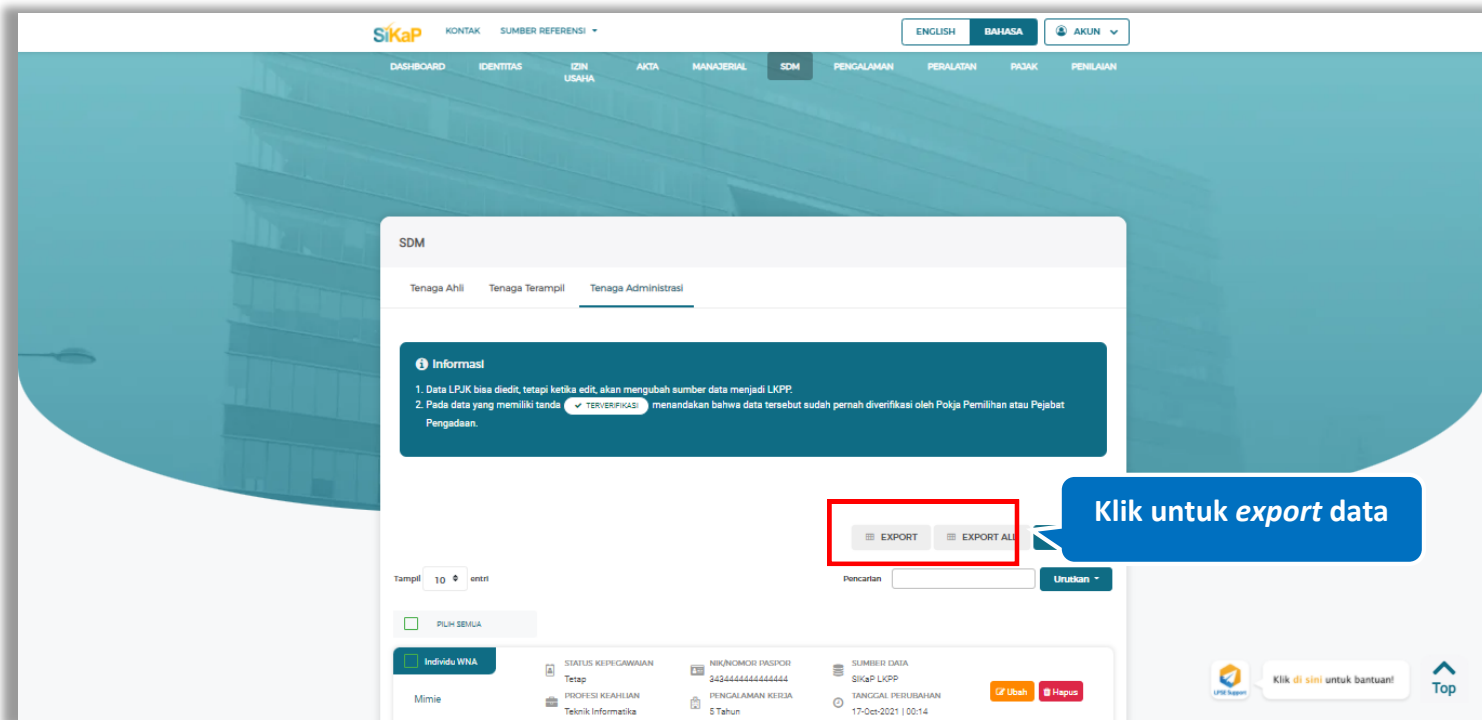 SiKaP KONTAK SUMBER REFERENSI ENGLISH BAHASA AKUN
DASHBOARD IDENTITAS IZIN USAHA AKTA MANAJERIAL SDM PENGALAMAN PERALATAN PAJAK PENILAIAN
SDM
Tenaga Ahli Tenaga Terampil Tenaga Administrasi
Informasi
1. Data LPJK bisa diedit, tetapi ketika edit, akan mengubah sumber data menjadi LKPP.
2. Pada data yang memiliki tanda TERVERIFIKASI menandakan bahwa data tersebut sudah pernah diverifikasi oleh Pokja Pemilihan atau Pejabat
Pengadaan.
Klik untuk export data
EXPORT EXPORT ALL
Tampil 10 entri Pencarian Urutkan
PILIH SEMUA
Individu WNA STATUS KEPEGAWAIAN NIK/NOMOR PASPOR SUMBER DATA
Tetap 3434444444444444 SIKaP LKPP
Mimie PROFESI KEAHLIAN PENGALAMAN KERJA TANGGAL PERUBAHAN Ubah Hapus
Teknik Informatika 5 Tahun 17-Oct-2021 | 00:14
LPSE Support Klik di sini untuk bantuan! Top